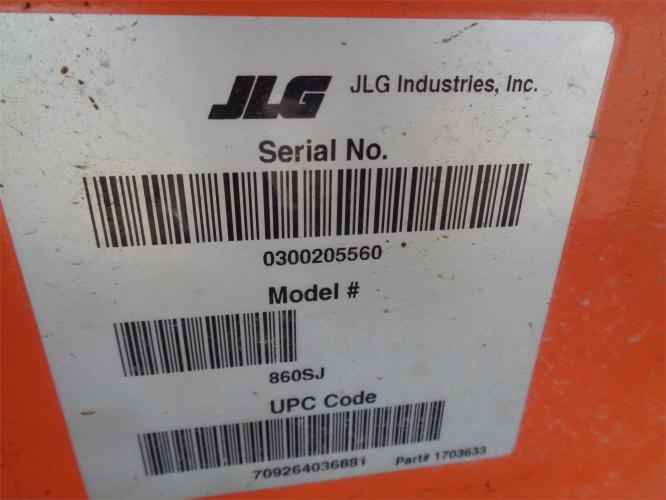 JLG JLG Industries, Inc.
Serial No.
0300205560
Model #
860SJ
UPC Code
709264036881 Part# 1703633